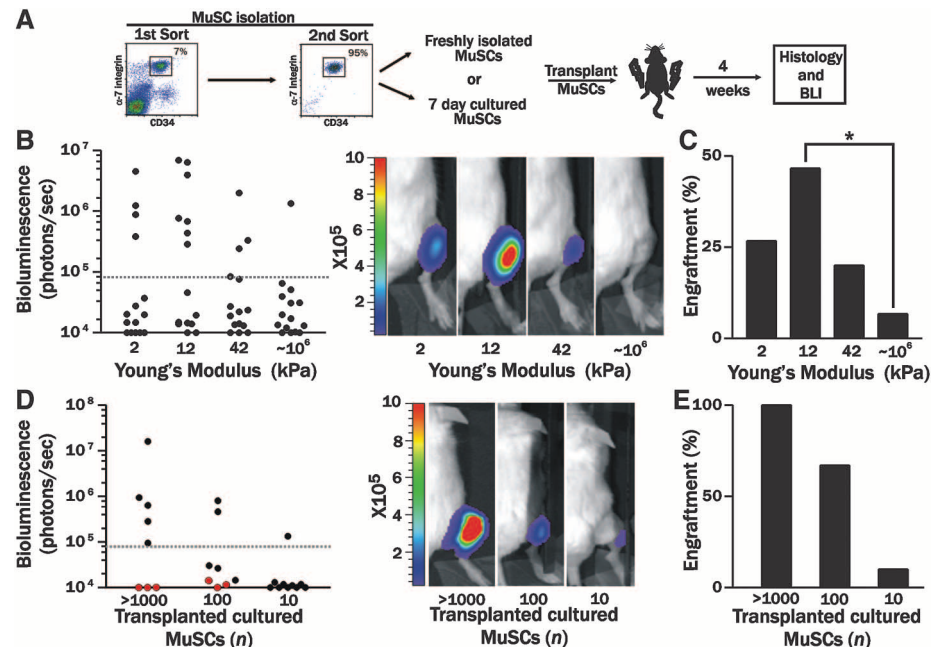 A
MuSC isolation
1st Sort
2nd Sort
7%
95%
α-7 Integrin
CD34
α-7 Integrin
CD34
Freshly isolated
MuSCs
or
7 day cultured
MuSCs
Transplant
MuSCs
4
weeks
Histology
and
BLI
B
Bioluminescence
(photons/sec)
10⁷
10⁶
10⁵
10⁴
2 12 42 ~10⁶
Young's Modulus (kPa)
X10⁵
10
8
6
4
2
2 12 42 ~10⁶
Young's Modulus (kPa)
C
*
Engraftment (%)
50
25
0
2 12 42 ~10⁶
Young's Modulus (kPa)
D
Bioluminescence
(photons/sec)
10⁸
10⁷
10⁶
10⁵
10⁴
>1000 100 10
Transplanted cultured
MuSCs (n)
X10⁵
10
8
6
4
2
>1000 100 10
Transplanted cultured
MuSCs (n)
E
Engraftment (%)
100
50
0
>1000 100 10
Transplanted cultured
MuSCs (n)